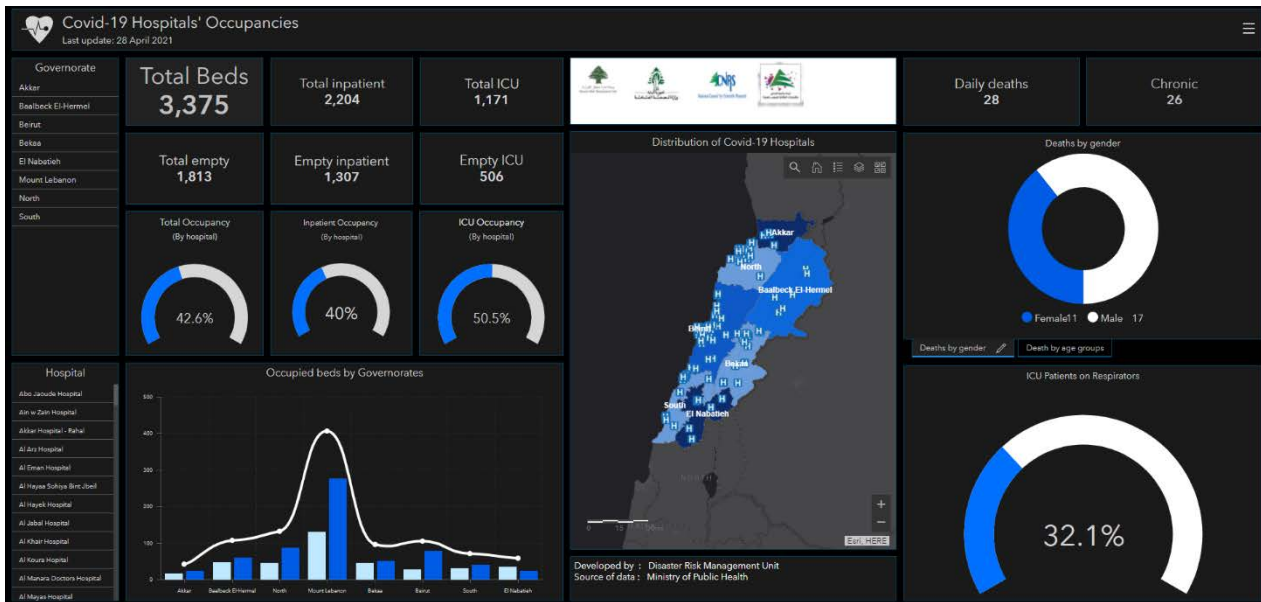 Covid-19 Hospitals' Occupancies
Last update: 28 April 2021
Governorate
Akkar
Baalbeck El-Hermel
Beirut
Bekaa
El Nabatieh
Mount Lebanon
North
South
Total Beds
3,375
Total inpatient
2,204
Total ICU
1,171
Total empty
1,813
Empty inpatient
1,307
Empty ICU
506
Total Occupancy
(By hospital)
42.6%
Inpatient Occupancy
(By hospital)
40%
ICU Occupancy
(By hospital)
50.5%
CNRS
Daily deaths
28
Chronic
26
Distribution of Covid-19 Hospitals
Akkar
North
Baalbeck El-Hermel
Beirut
Bekaa
South
El Nabatieh
Esri, HERE
Developed by : Disaster Risk Management Unit
Source of data : Ministry of Public Health
Deaths by gender
Female11 Male 17
Deaths by gender
Death by age groups
ICU Patients on Respirators
32.1%
Hospital
Abo Jaoude Hospital
Ain w Zain Hospital
Akkar Hospital - Rahal
Al Arz Hospital
Al Eman Hospital
Al Hayaa Sohiya Bint Jbeil
Al Hayek Hospital
Al Jabal Hospital
Al Khair Hospital
Al Koura Hopital
Al Manara Doctors Hospital
Al Mayas Hospital
Occupied beds by Governorates
500
400
300
200
100
0
Akkar Baalbeck El-Hermel North Mount Lebanon Bekaa Beirut South El Nabatieh